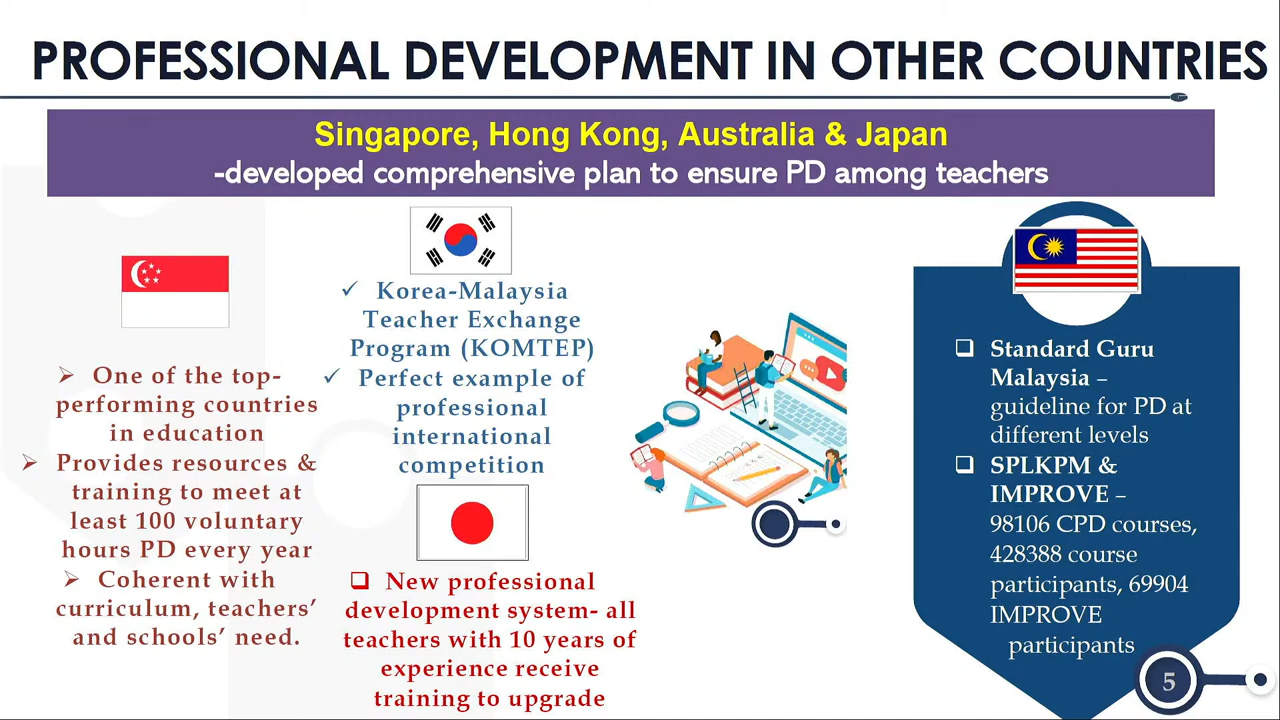 PROFESSIONAL DEVELOPMENT IN OTHER COUNTRIES
Singapore, Hong Kong, Australia & Japan
-developed comprehensive plan to ensure PD among teachers
One of the top-
performing countries
in education
Provides resources &
training to meet at
least 100 voluntary
hours PD every year
Coherent with
curriculum, teachers’
and schools’ need.
Korea-Malaysia
Teacher Exchange
Program (KOMTEP)
Perfect example of
professional
international
competition
New professional
development system- all
teachers with 10 years of
experience receive
training to upgrade
Standard Guru
Malaysia –
guideline for PD at
different levels
SPLKPM &
IMPROVE –
98106 CPD courses,
428388 course
participants, 69904
IMPROVE
participants
5